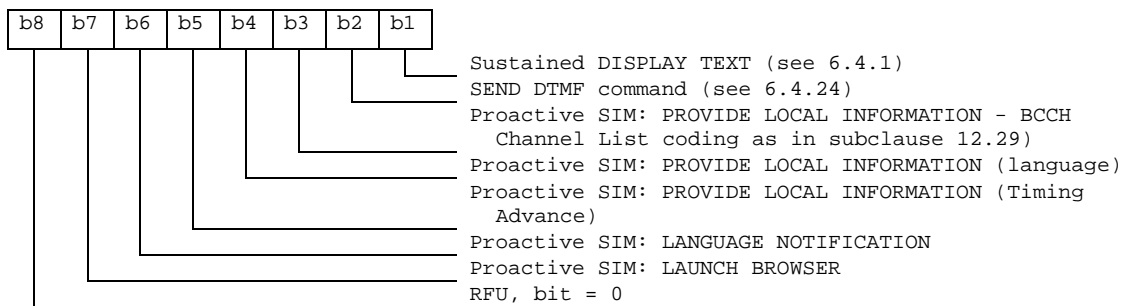 b8 b7 b6 b5 b4 b3 b2 b1
Sustained DISPLAY TEXT (see 6.4.1)
SEND DTMF command (see 6.4.24)
Proactive SIM: PROVIDE LOCAL INFORMATION - BCCH
Channel List coding as in subclause 12.29)
Proactive SIM: PROVIDE LOCAL INFORMATION (language)
Proactive SIM: PROVIDE LOCAL INFORMATION (Timing
Advance)
Proactive SIM: LANGUAGE NOTIFICATION
Proactive SIM: LAUNCH BROWSER
RFU, bit = 0